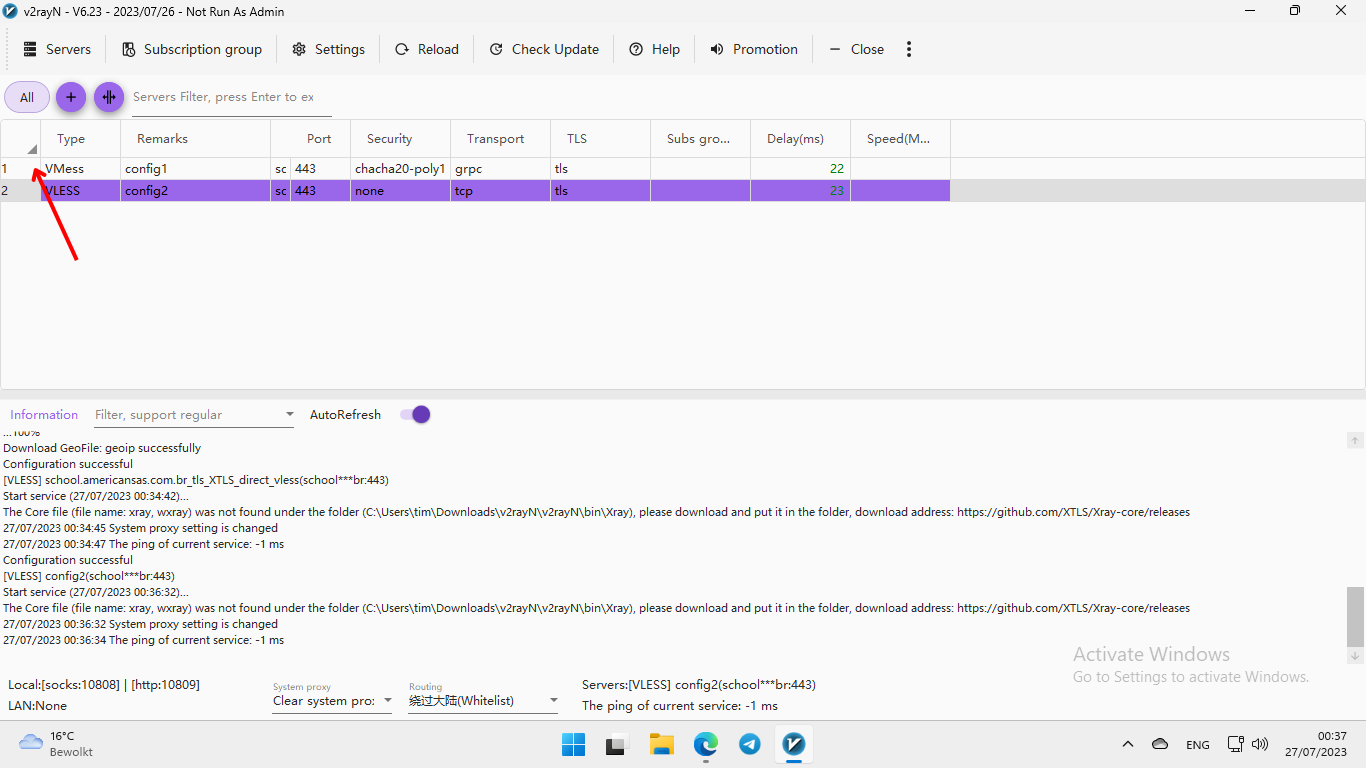 v2rayN - V6.23 - 2023/07/26 - Not Run As Admin
Servers Subscription group Settings Reload Check Update Help Promotion Close
All Servers Filter, press Enter to ex
Type Remarks Port Security Transport TLS Subs gro... Delay(ms) Speed(M...
1 VMess config1 sc 443 chacha20-poly1 grpc tls 22
2 VLESS config2 sc 443 none tcp tls 23
Information Filter, support regular AutoRefresh
...100%
Download GeoFile: geoip successfully
Configuration successful
[VLESS] school.americansas.com.br_tls_XTLS_direct_vless(school***br:443)
Start service (27/07/2023 00:34:42)...
The Core file (file name: xray, wxray) was not found under the folder (C:\Users\tim\Downloads\v2rayN\v2rayN\bin\Xray), please download and put it in the folder, download address: https://github.com/XTLS/Xray-core/releases
27/07/2023 00:34:45 System proxy setting is changed
27/07/2023 00:34:47 The ping of current service: -1 ms
Configuration successful
[VLESS] config2(school***br:443)
Start service (27/07/2023 00:36:32)...
The Core file (file name: xray, wxray) was not found under the folder (C:\Users\tim\Downloads\v2rayN\v2rayN\bin\Xray), please download and put it in the folder, download address: https://github.com/XTLS/Xray-core/releases
27/07/2023 00:36:32 System proxy setting is changed
27/07/2023 00:36:34 The ping of current service: -1 ms
Activate Windows
Go to Settings to activate Windows.
Local:[socks:10808] | [http:10809]
LAN:None
System proxy
Clear system pro:
Routing
绕过大陆(Whitelist)
Servers:[VLESS] config2(school***br:443)
The ping of current service: -1 ms
16°C
Bewolkt
ENG
00:37
27/07/2023